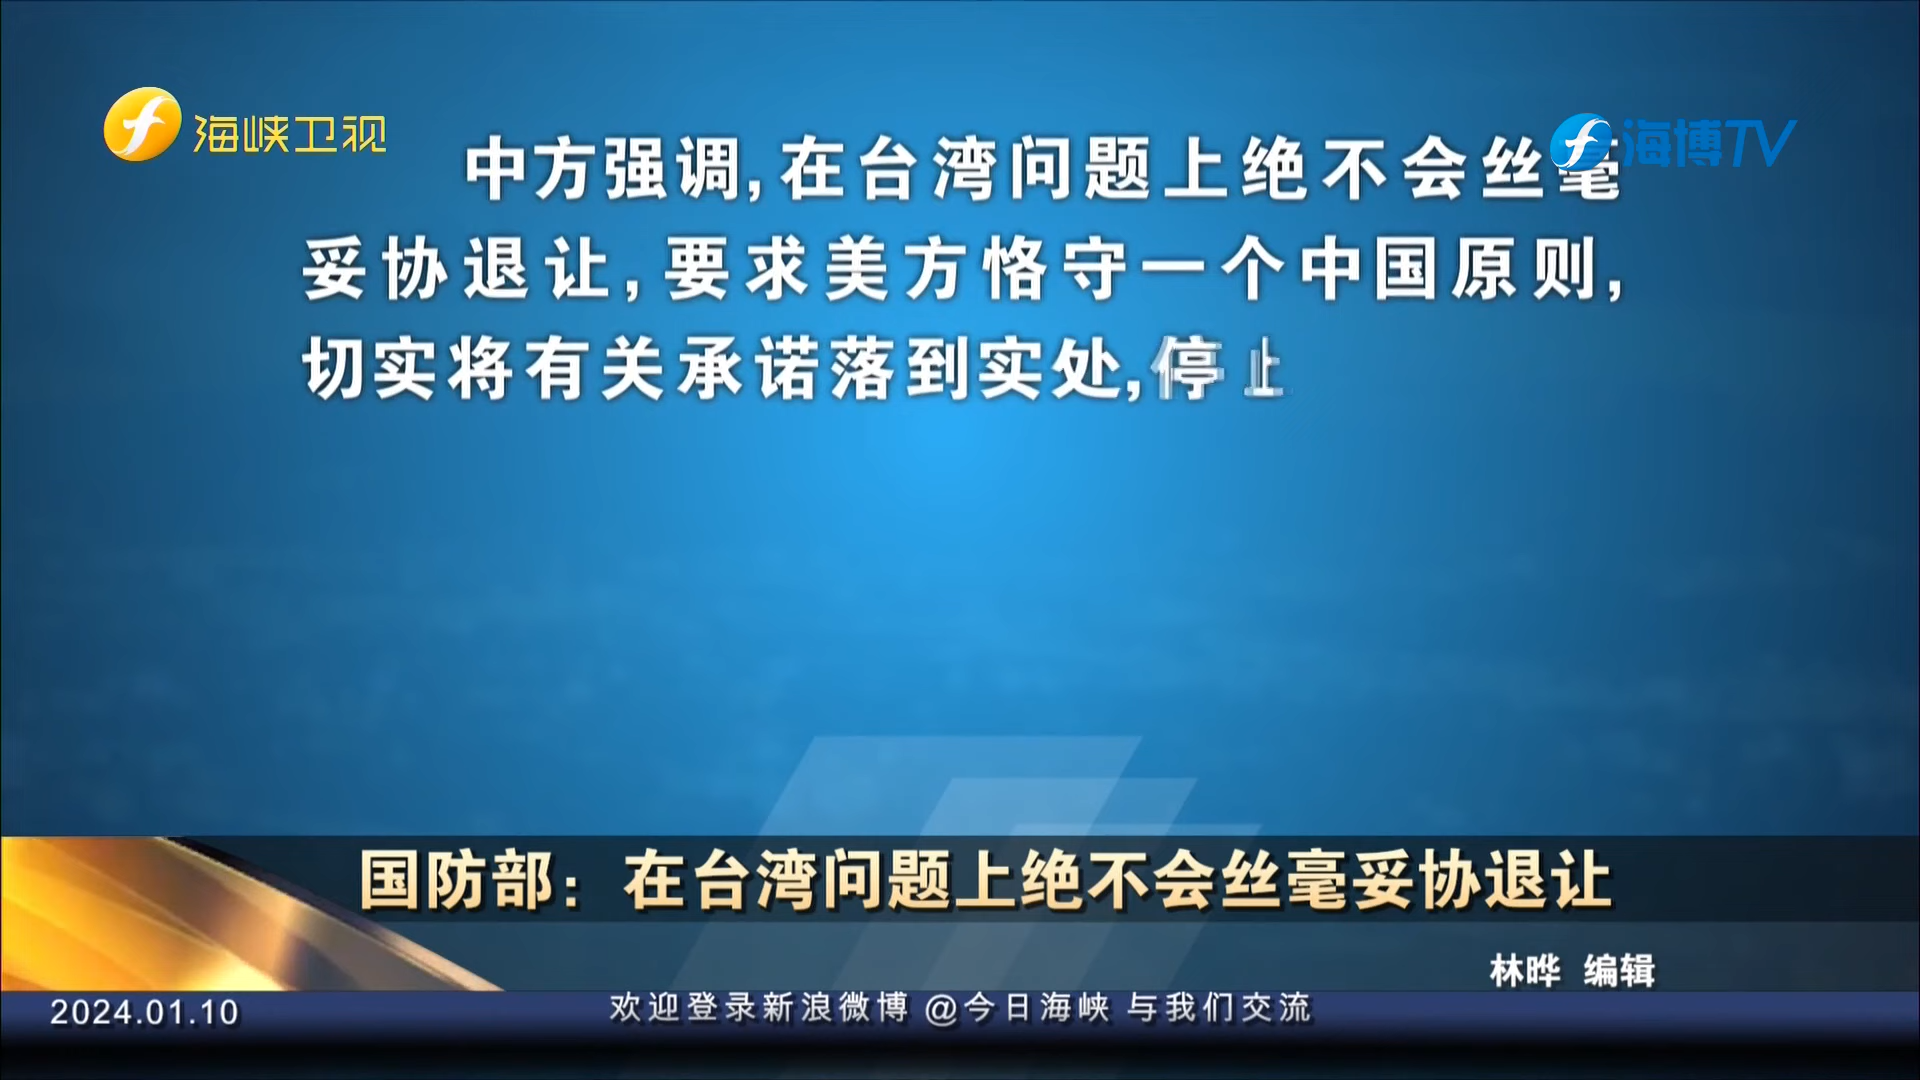 海峡卫视
海博TV
中方强调,在台湾问题上绝不会丝毫
妥协退让,要求美方恪守一个中国原则,
切实将有关承诺落到实处,停止
国防部：在台湾问题上绝不会丝毫妥协退让
林晔 编辑
2024.01.10
欢迎登录新浪微博 @今日海峡 与我们交流